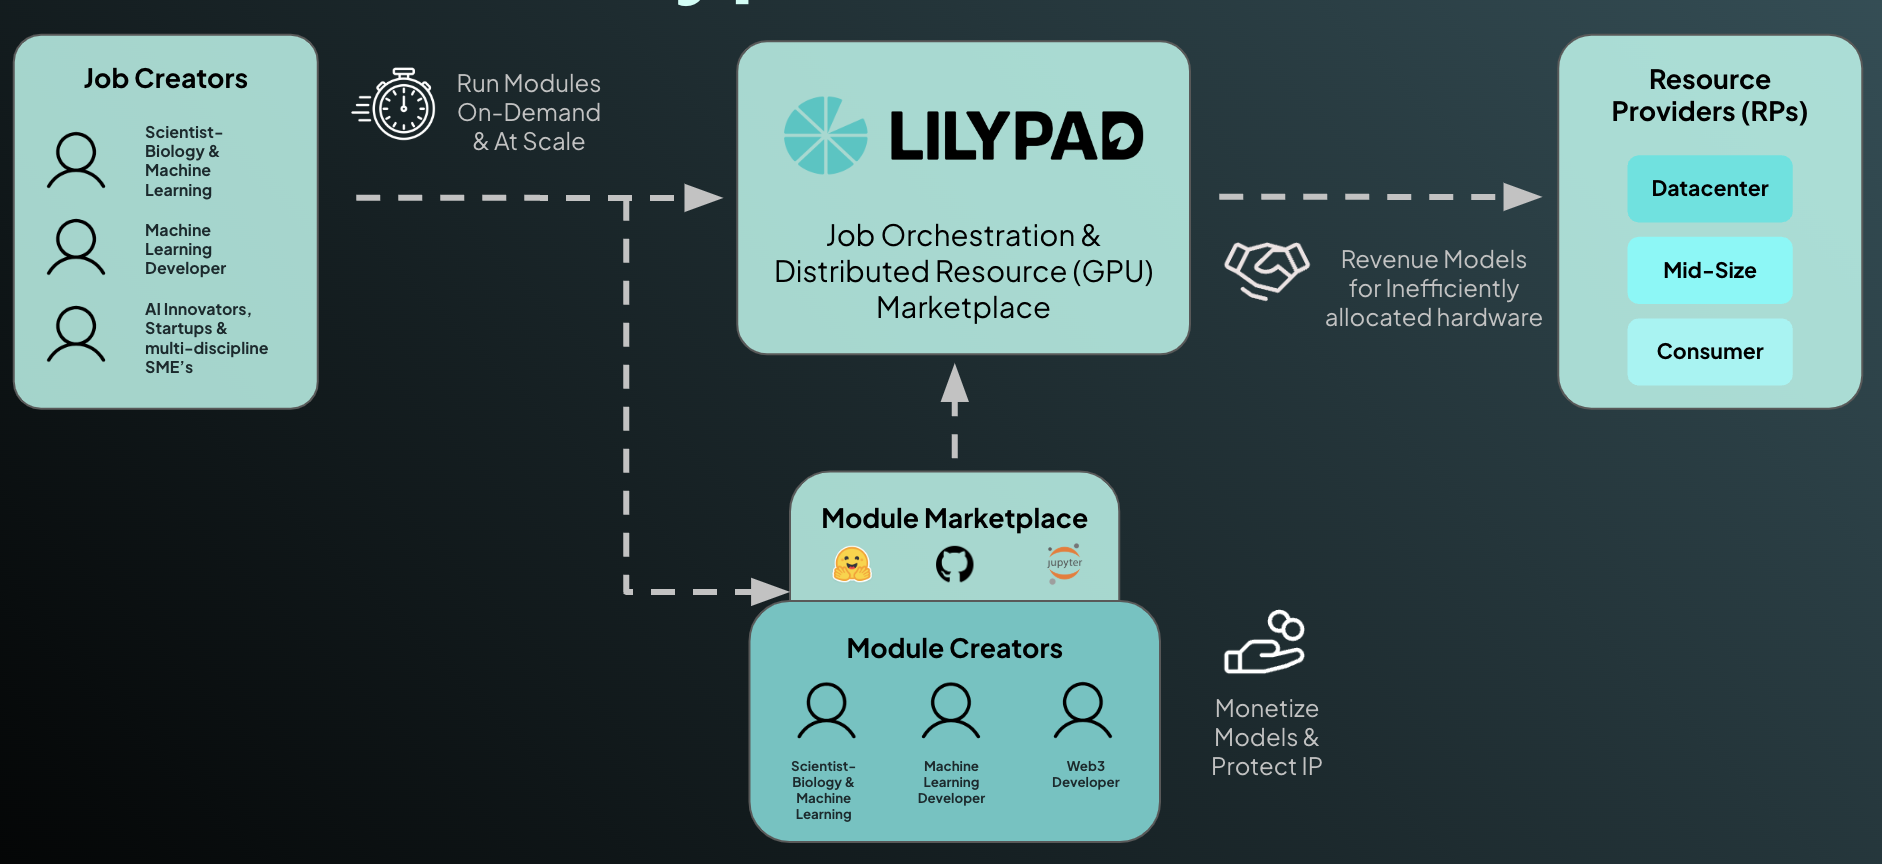 Job Creators
Scientist-
Biology &
Machine
Learning
Machine
Learning
Developer
AI Innovators,
Startups &
multi-discipline
SME's
Run Modules
On-Demand
& At Scale
LILYPAD
Job Orchestration &
Distributed Resource (GPU)
Marketplace
Revenue Models
for Inefficiently
allocated hardware
Resource
Providers (RPs)
Datacenter
Mid-Size
Consumer
Module Marketplace
jupyter
Module Creators
Scientist-
Biology &
Machine
Learning
Machine
Learning
Developer
Web3
Developer
Monetize
Models &
Protect IP